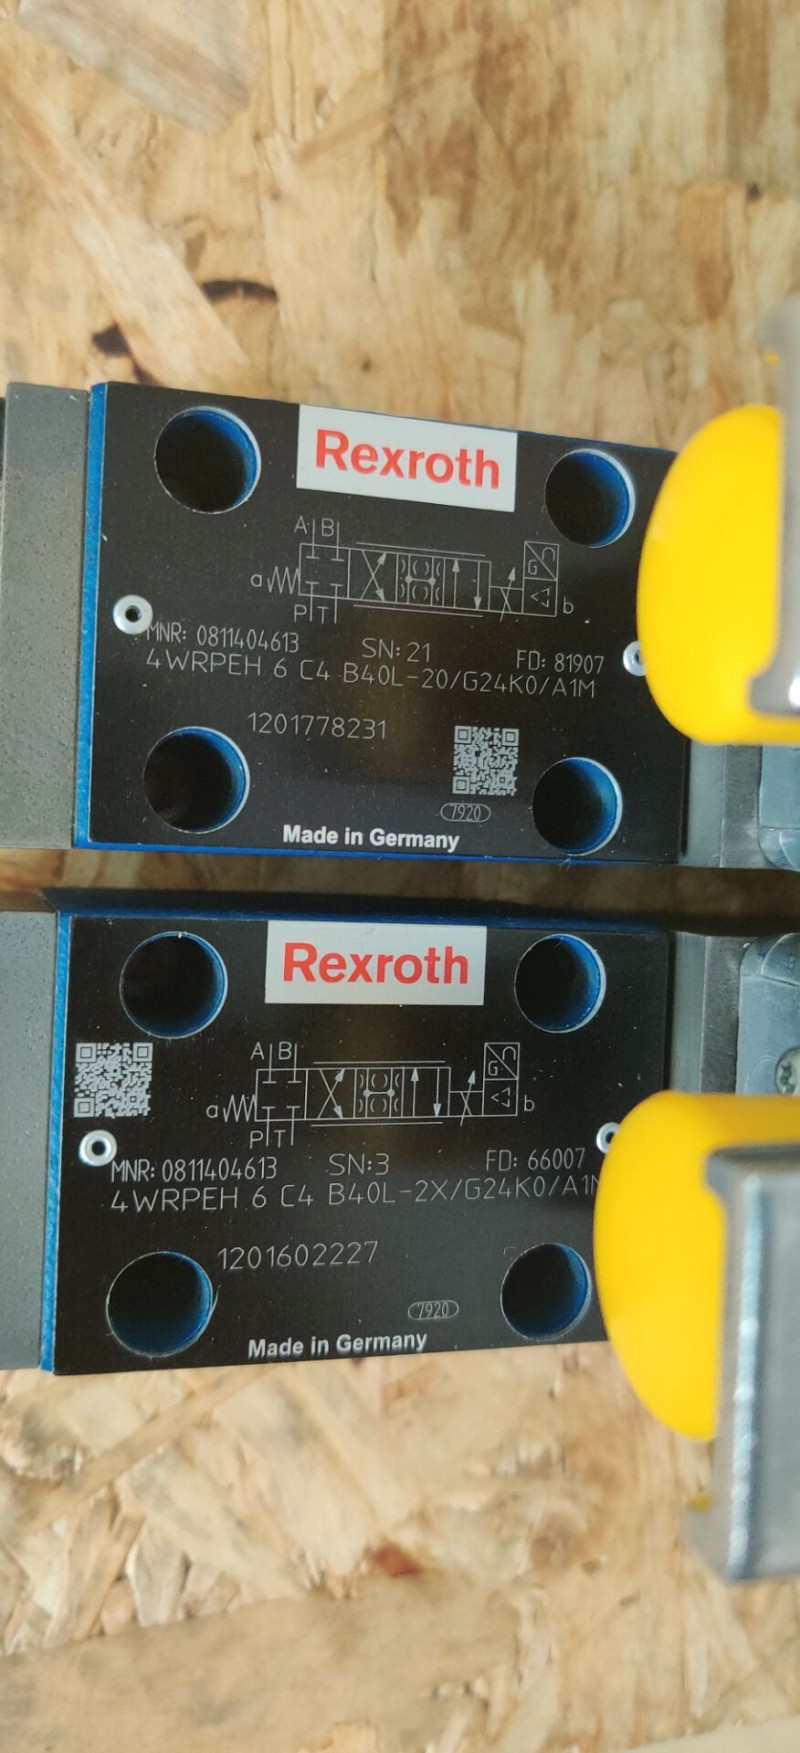 Rexroth
A B
a b
P T
MNR: 0811404613 SN: 21 FD: 81907
4WRPEH 6 C4 B40L-20/G24K0/A1M
1201778231
7920
Made in Germany
Rexroth
A B
a b
P T
MNR: 0811404613 SN:3 FD: 66007
4WRPEH 6 C4 B40L-2X/G24K0/A1M
1201602227
7920
Made in Germany